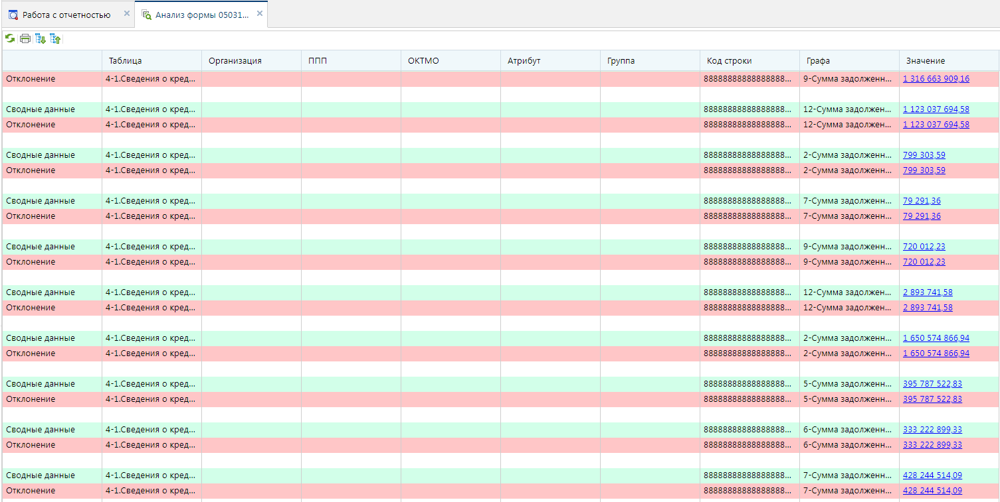 Работа с отчетностью Анализ формы 05031...
Таблица Организация ППП ОКТМО Атрибут Группа Код строки Графа Значение
Отклонение 4-1.Сведения о кред... 88888888888888888... 9-Сумма задолженн... 1 316 663 909,16
Сводные данные 4-1.Сведения о кред... 88888888888888888... 12-Сумма задолжен... 1 123 037 694,58
Отклонение 4-1.Сведения о кред... 88888888888888888... 12-Сумма задолжен... 1 123 037 694,58
Сводные данные 4-1.Сведения о кред... 88888888888888888... 2-Сумма задолженн... 799 303,59
Отклонение 4-1.Сведения о кред... 88888888888888888... 2-Сумма задолженн... 799 303,59
Сводные данные 4-1.Сведения о кред... 88888888888888888... 7-Сумма задолженн... 79 291,36
Отклонение 4-1.Сведения о кред... 88888888888888888... 7-Сумма задолженн... 79 291,36
Сводные данные 4-1.Сведения о кред... 88888888888888888... 9-Сумма задолженн... 720 012,23
Отклонение 4-1.Сведения о кред... 88888888888888888... 9-Сумма задолженн... 720 012,23
Сводные данные 4-1.Сведения о кред... 88888888888888888... 12-Сумма задолжен... 2 893 741,58
Отклонение 4-1.Сведения о кред... 88888888888888888... 12-Сумма задолжен... 2 893 741,58
Сводные данные 4-1.Сведения о кред... 88888888888888888... 2-Сумма задолженн... 1 650 574 866,94
Отклонение 4-1.Сведения о кред... 88888888888888888... 2-Сумма задолженн... 1 650 574 866,94
Сводные данные 4-1.Сведения о кред... 88888888888888888... 5-Сумма задолженн... 395 787 522,83
Отклонение 4-1.Сведения о кред... 88888888888888888... 5-Сумма задолженн... 395 787 522,83
Сводные данные 4-1.Сведения о кред... 88888888888888888... 6-Сумма задолженн... 333 222 899,33
Отклонение 4-1.Сведения о кред... 88888888888888888... 6-Сумма задолженн... 333 222 899,33
Сводные данные 4-1.Сведения о кред... 88888888888888888... 7-Сумма задолженн... 428 244 514,09
Отклонение 4-1.Сведения о кред... 88888888888888888... 7-Сумма задолженн... 428 244 514,09